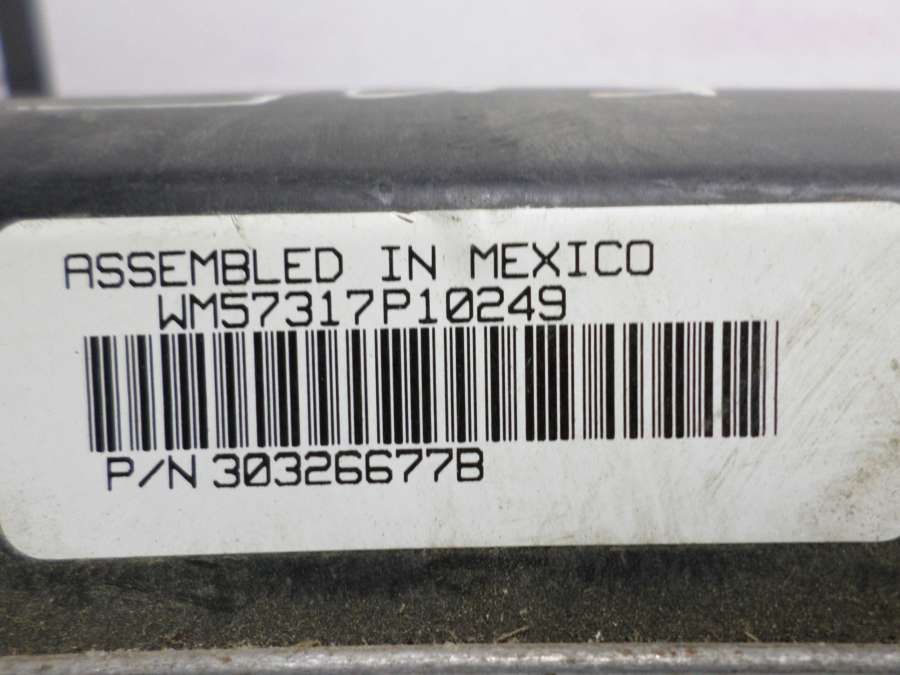 ASSEMBLED IN MEXICO
WM57317P10249
P/N 30326677B